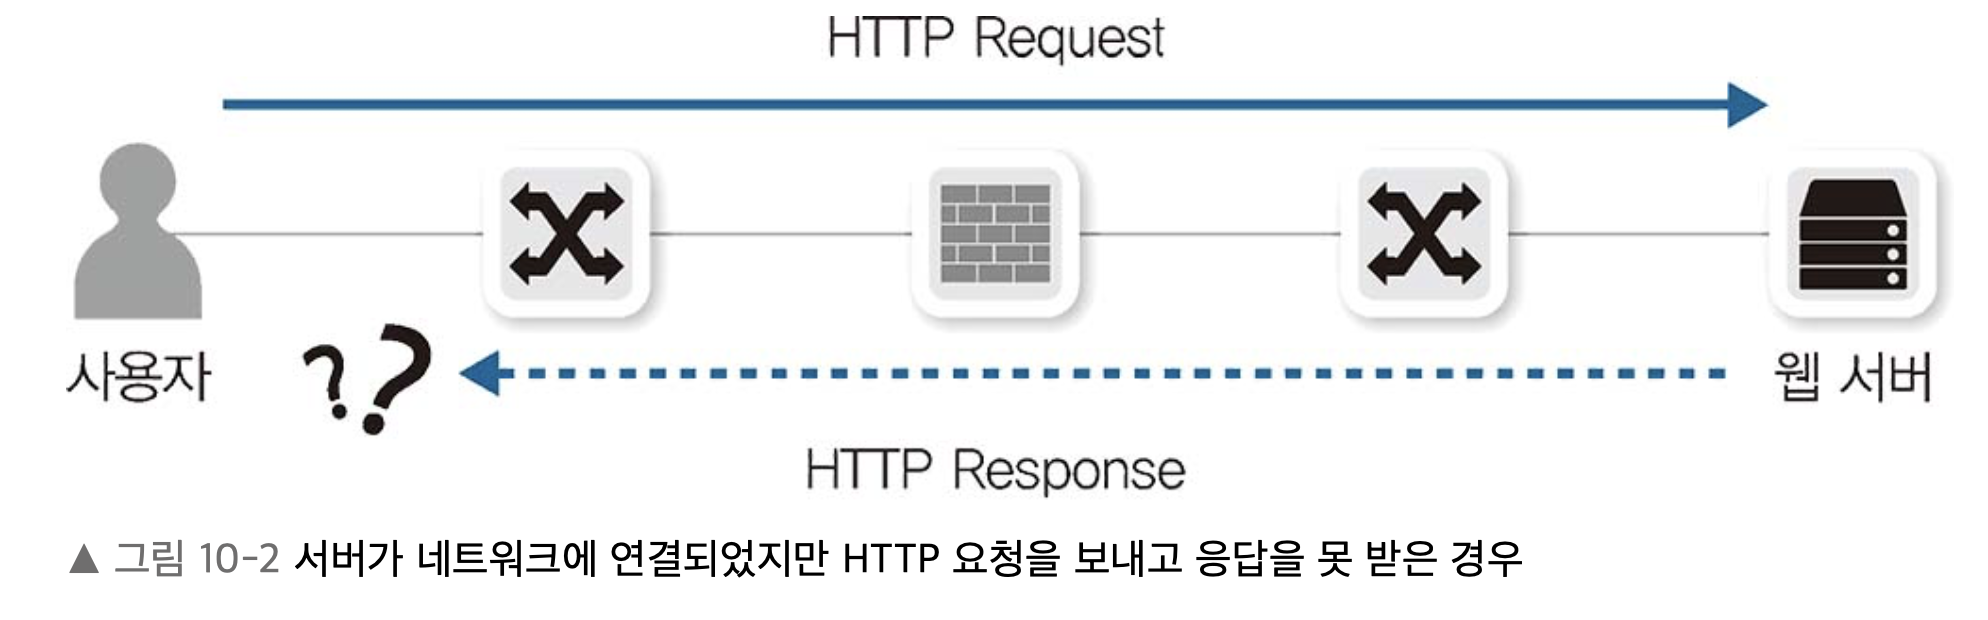 HTTP Request
사용자
??
웹 서버
HTTP Response
▲ 그림 10-2 서버가 네트워크에 연결되었지만 HTTP 요청을 보내고 응답을 못 받은 경우